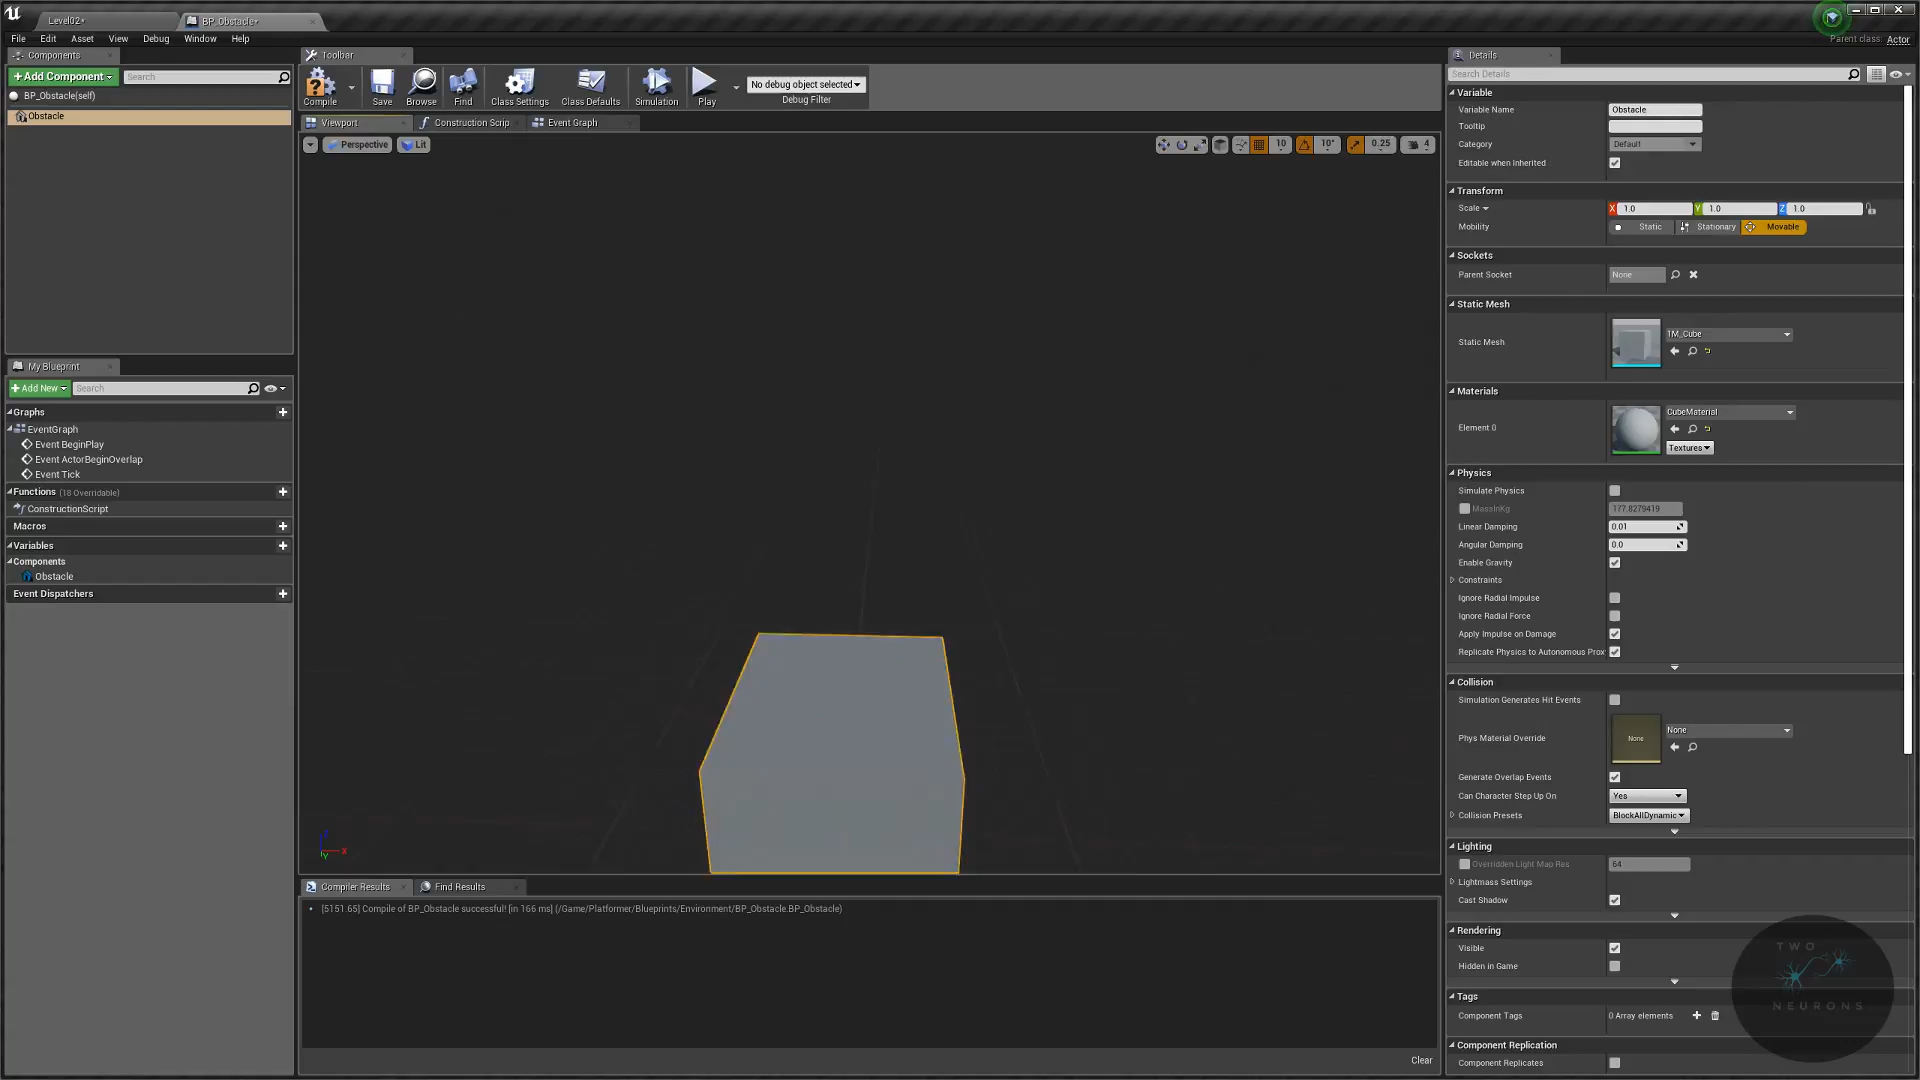 Level02*
BP_Obstacle*
File Edit Asset View Debug Window Help
Parent class: Actor
Components
+Add Component
Search
BP_Obstacle(self)
Obstacle
My Blueprint
+Add New
Search
Graphs
EventGraph
Event BeginPlay
Event ActorBeginOverlap
Event Tick
Functions (18 Overridable)
ConstructionScript
Macros
Variables
Components
Obstacle
Event Dispatchers
Toolbar
Compile
Save
Browse
Find
Class Settings
Class Defaults
Simulation
Play
No debug object selected
Debug Filter
Viewport
Construction Scrip
Event Graph
Perspective
Lit
10
10°
0.25
4
Z
X
Y
Compiler Results
Find Results
[5151.65] Compile of BP_Obstacle successful! [in 166 ms] (/Game/Platformer/Blueprints/Environment/BP_Obstacle.BP_Obstacle)
Clear
Details
Search Details
Variable
Variable Name Obstacle
Tooltip
Category Default
Editable when Inherited
Transform
Scale X 1.0 Y 1.0 Z 1.0
Mobility Static Stationary Movable
Sockets
Parent Socket None
Static Mesh
Static Mesh 1M_Cube
Materials
Element 0 CubeMaterial
Textures
Physics
Simulate Physics
MassInKg 177.8279419
Linear Damping 0.01
Angular Damping 0.0
Enable Gravity
Constraints
Ignore Radial Impulse
Ignore Radial Force
Apply Impulse on Damage
Replicate Physics to Autonomous Prox
Collision
Simulation Generates Hit Events
Phys Material Override None None
Generate Overlap Events
Can Character Step Up On Yes
Collision Presets BlockAllDynamic
Lighting
Overridden Light Map Res 64
Lightmass Settings
Cast Shadow
Rendering
Visible
Hidden in Game
Tags
Component Tags 0 Array elements
Component Replication
Component Replicates
TWO
NEURONS